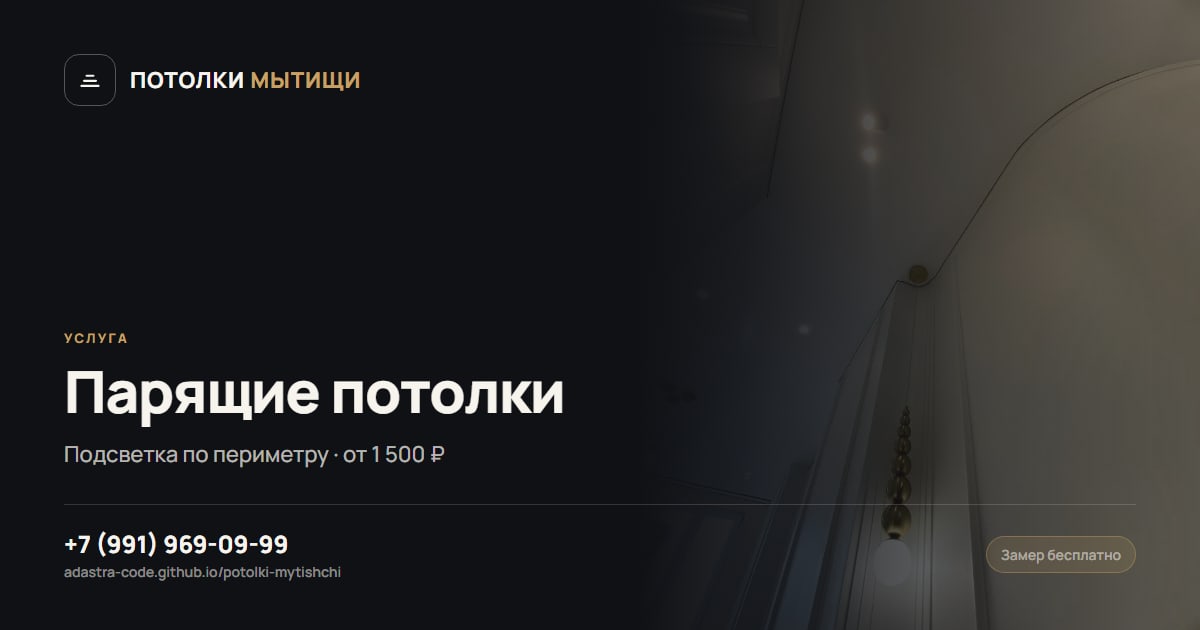 ПОТОЛКИ МЫТИЩИ
УСЛУГА
Парящие потолки
Подсветка по периметру · от 1 500 ₽
+7 (991) 969-09-99
adastra-code.github.io/potolki-mytishchi
Замер бесплатно